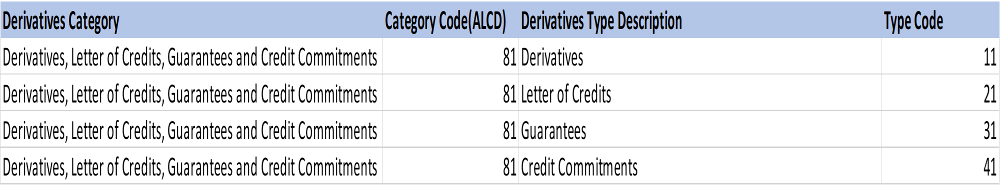 Derivatives Category Category Code(ALCD) Derivatives Type Description Type Code
Derivatives, Letter of Credits, Guarantees and Credit Commitments 81 Derivatives 11
Derivatives, Letter of Credits, Guarantees and Credit Commitments 81 Letter of Credits 21
Derivatives, Letter of Credits, Guarantees and Credit Commitments 81 Guarantees 31
Derivatives, Letter of Credits, Guarantees and Credit Commitments 81 Credit Commitments 41